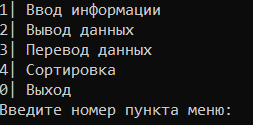 1| Ввод информации
2| Вывод данных
3| Перевод данных
4| Сортировка
0| Выход
Введите номер пункта меню: